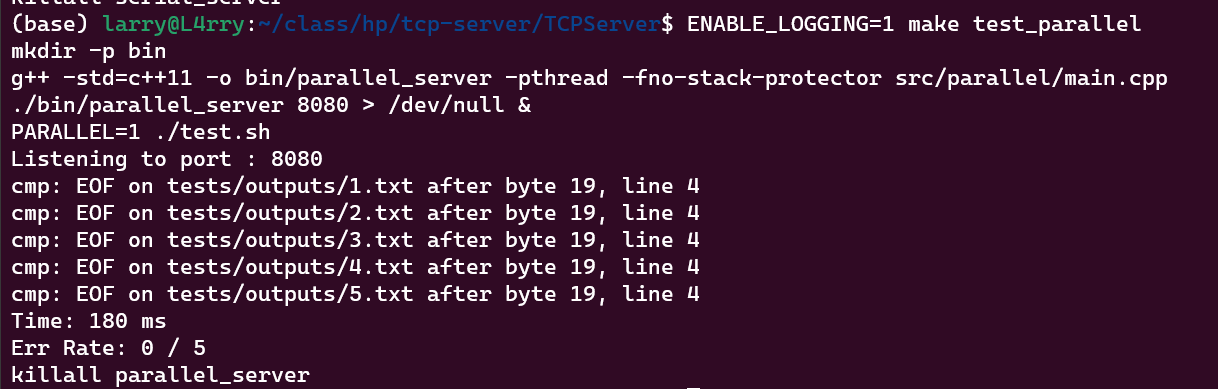 killall serial_server
(base) larry@L4rry:~/class/hp/tcp-server/TCPServer$ ENABLE_LOGGING=1 make test_parallel
mkdir -p bin
g++ -std=c++11 -o bin/parallel_server -pthread -fno-stack-protector src/parallel/main.cpp
./bin/parallel_server 8080 > /dev/null &
PARALLEL=1 ./test.sh
Listening to port : 8080
cmp: EOF on tests/outputs/1.txt after byte 19, line 4
cmp: EOF on tests/outputs/2.txt after byte 19, line 4
cmp: EOF on tests/outputs/3.txt after byte 19, line 4
cmp: EOF on tests/outputs/4.txt after byte 19, line 4
cmp: EOF on tests/outputs/5.txt after byte 19, line 4
Time: 180 ms
Err Rate: 0 / 5
killall parallel_server